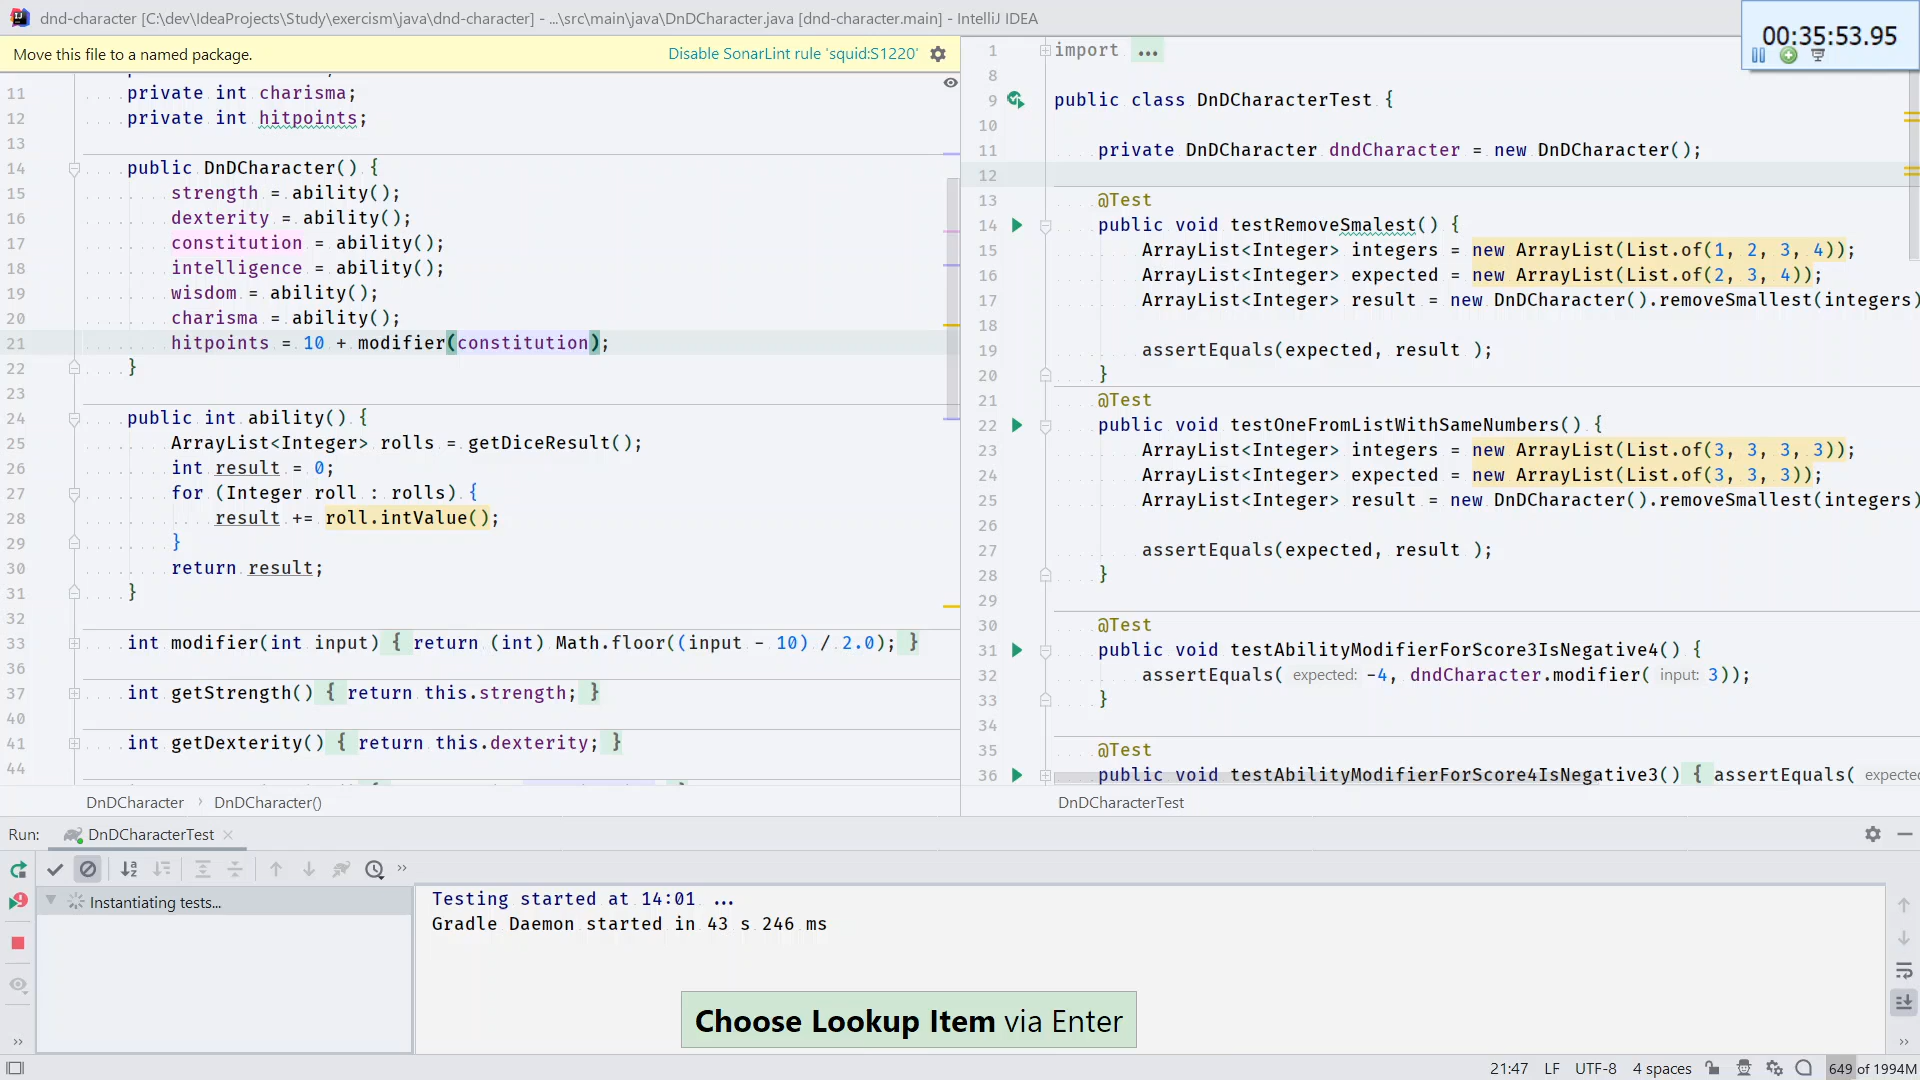 dnd-character [C:\dev\IdeaProjects\Study\exercism\java\dnd-character] - ...\src\main\java\DnDCharacter.java [dnd-character.main] - IntelliJ IDEA
00:35:53.95
Move this file to a named package.
Disable SonarLint rule 'squid:S1220'
11 private int charisma;
12 private int hitpoints;
13
14 public DnDCharacter() {
15 strength = ability();
16 dexterity = ability();
17 constitution = ability();
18 intelligence = ability();
19 wisdom = ability();
20 charisma = ability();
21 hitpoints = 10 + modifier(constitution);
22 }
23
24 public int ability() {
25 ArrayList<Integer> rolls = getDiceResult();
26 int result = 0;
27 for (Integer roll : rolls) {
28 result += roll.intValue();
29 }
30 return result;
31 }
32
33 int modifier(int input) { return (int) Math.floor((input - 10) / 2.0); }
36
37 int getStrength() { return this.strength; }
40
41 int getDexterity() { return this.dexterity; }
44
DnDCharacter › DnDCharacter()
1 import ...
8
9 public class DnDCharacterTest {
10
11 private DnDCharacter dndCharacter = new DnDCharacter();
12
13 @Test
14 public void testRemoveSmalest() {
15 ArrayList<Integer> integers = new ArrayList(List.of(1, 2, 3, 4));
16 ArrayList<Integer> expected = new ArrayList(List.of(2, 3, 4));
17 ArrayList<Integer> result = new DnDCharacter().removeSmallest(integers)
18
19 assertEquals(expected, result );
20 }
21 @Test
22 public void testOneFromListWithSameNumbers() {
23 ArrayList<Integer> integers = new ArrayList(List.of(3, 3, 3, 3));
24 ArrayList<Integer> expected = new ArrayList(List.of(3, 3, 3));
25 ArrayList<Integer> result = new DnDCharacter().removeSmallest(integers)
26
27 assertEquals(expected, result );
28 }
29
30 @Test
31 public void testAbilityModifierForScore3IsNegative4() {
32 assertEquals( expected: -4, dndCharacter.modifier( input: 3));
33 }
34
35 @Test
36 public void testAbilityModifierForScore4IsNegative3() { assertEquals( expected
DnDCharacterTest
Run: DnDCharacterTest
Instantiating tests...
Testing started at 14:01 ...
Gradle Daemon started in 43 s 246 ms
Choose Lookup Item via Enter
21:47 LF UTF-8 4 spaces 649 of 1994M